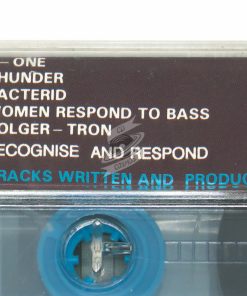 – ONE
HUNDER
ACTERID
OMEN RESPOND TO BASS
OLGER – TRON
ECOGNISE AND RESPOND
RACKS WRITTEN AND PRODUC